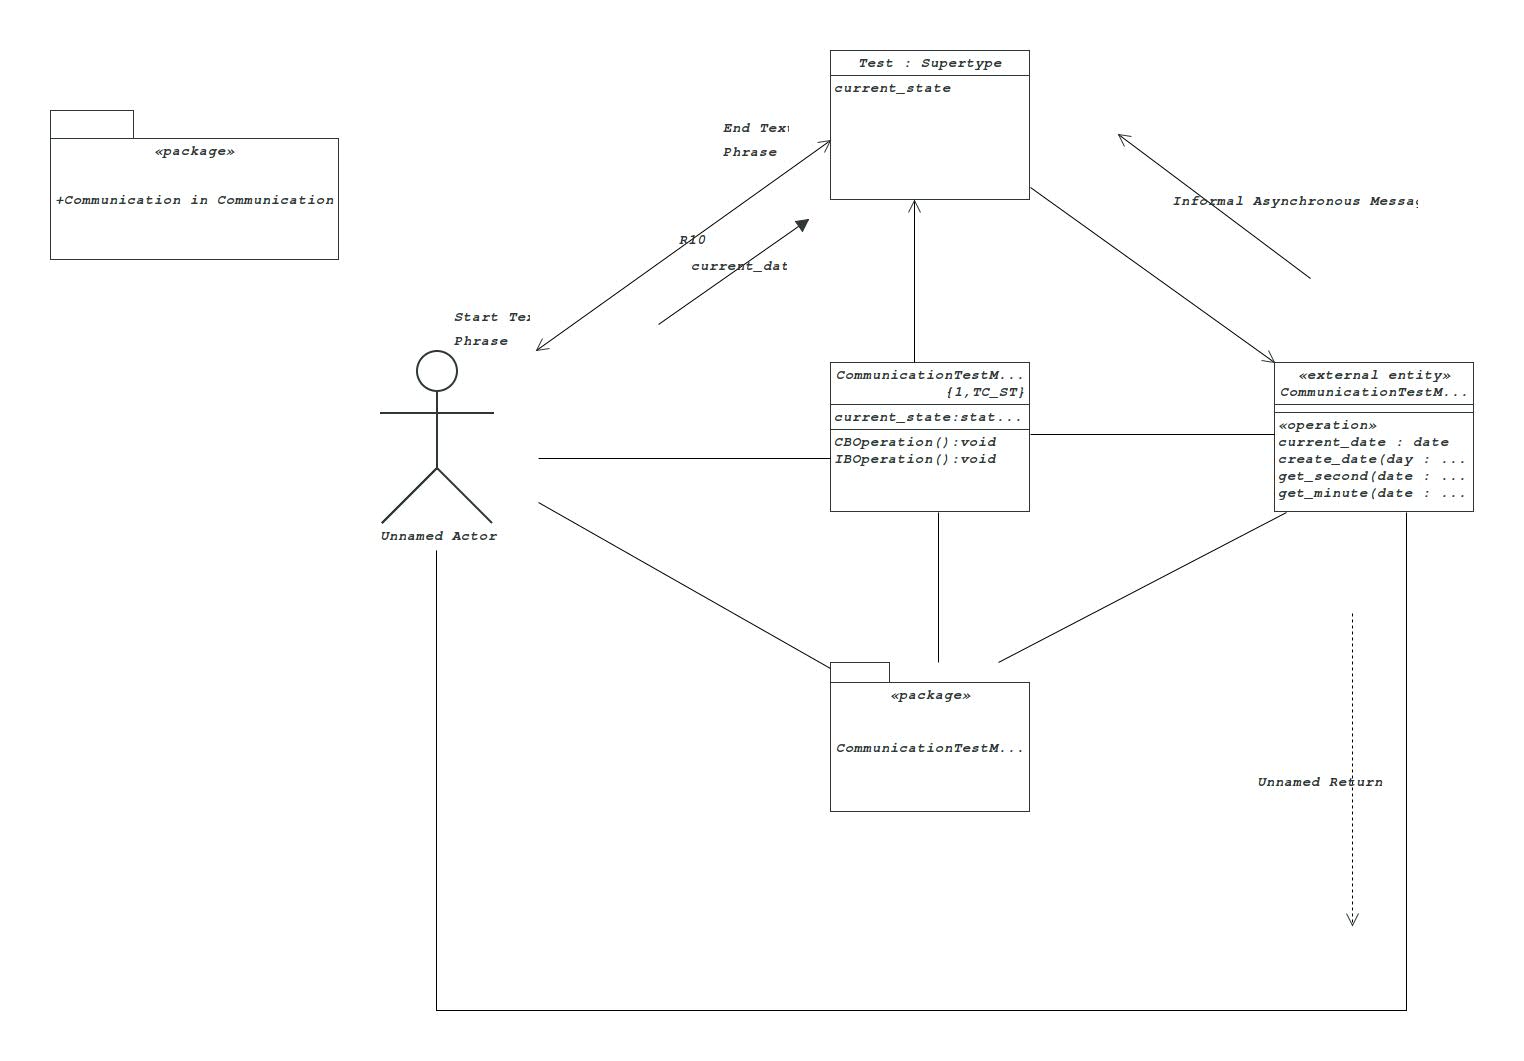 Test : Supertype
current_state
«package»
+Communication in Communication
End Text
Phrase
Informal Asynchronous Messag
R10
current_dat
Start Tex
Phrase
Unnamed Actor
CommunicationTestM...
{1,TC_ST}
current_state:stat...
CBOperation():void
IBOperation():void
«external entity»
CommunicationTestM...
«operation»
current_date : date
create_date(day : ...
get_second(date : ...
get_minute(date : ...
«package»
CommunicationTestM...
Unnamed Return